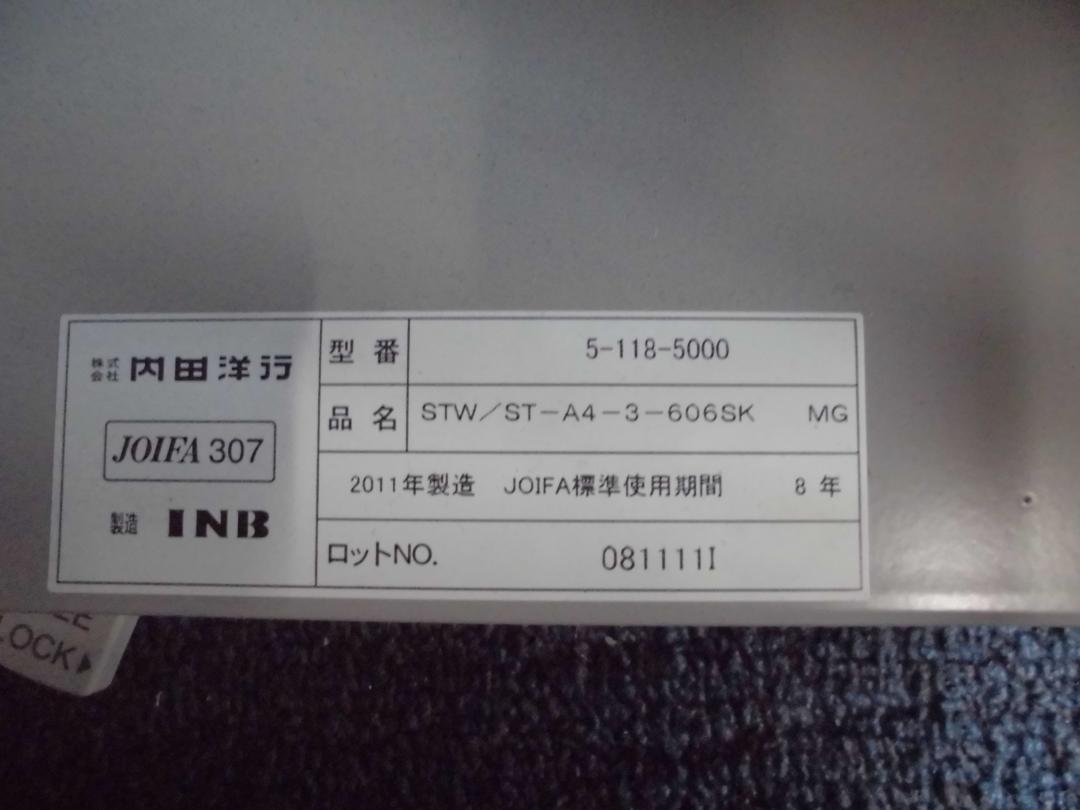 株式会社 内田洋行
JOIFA 307
製造 INB
型番 5-118-5000
品名 STW/ST-A4-3-606SK MG
2011年製造 JOIFA標準使用期間 8年
ロットNO. 081111I
LOCK▶